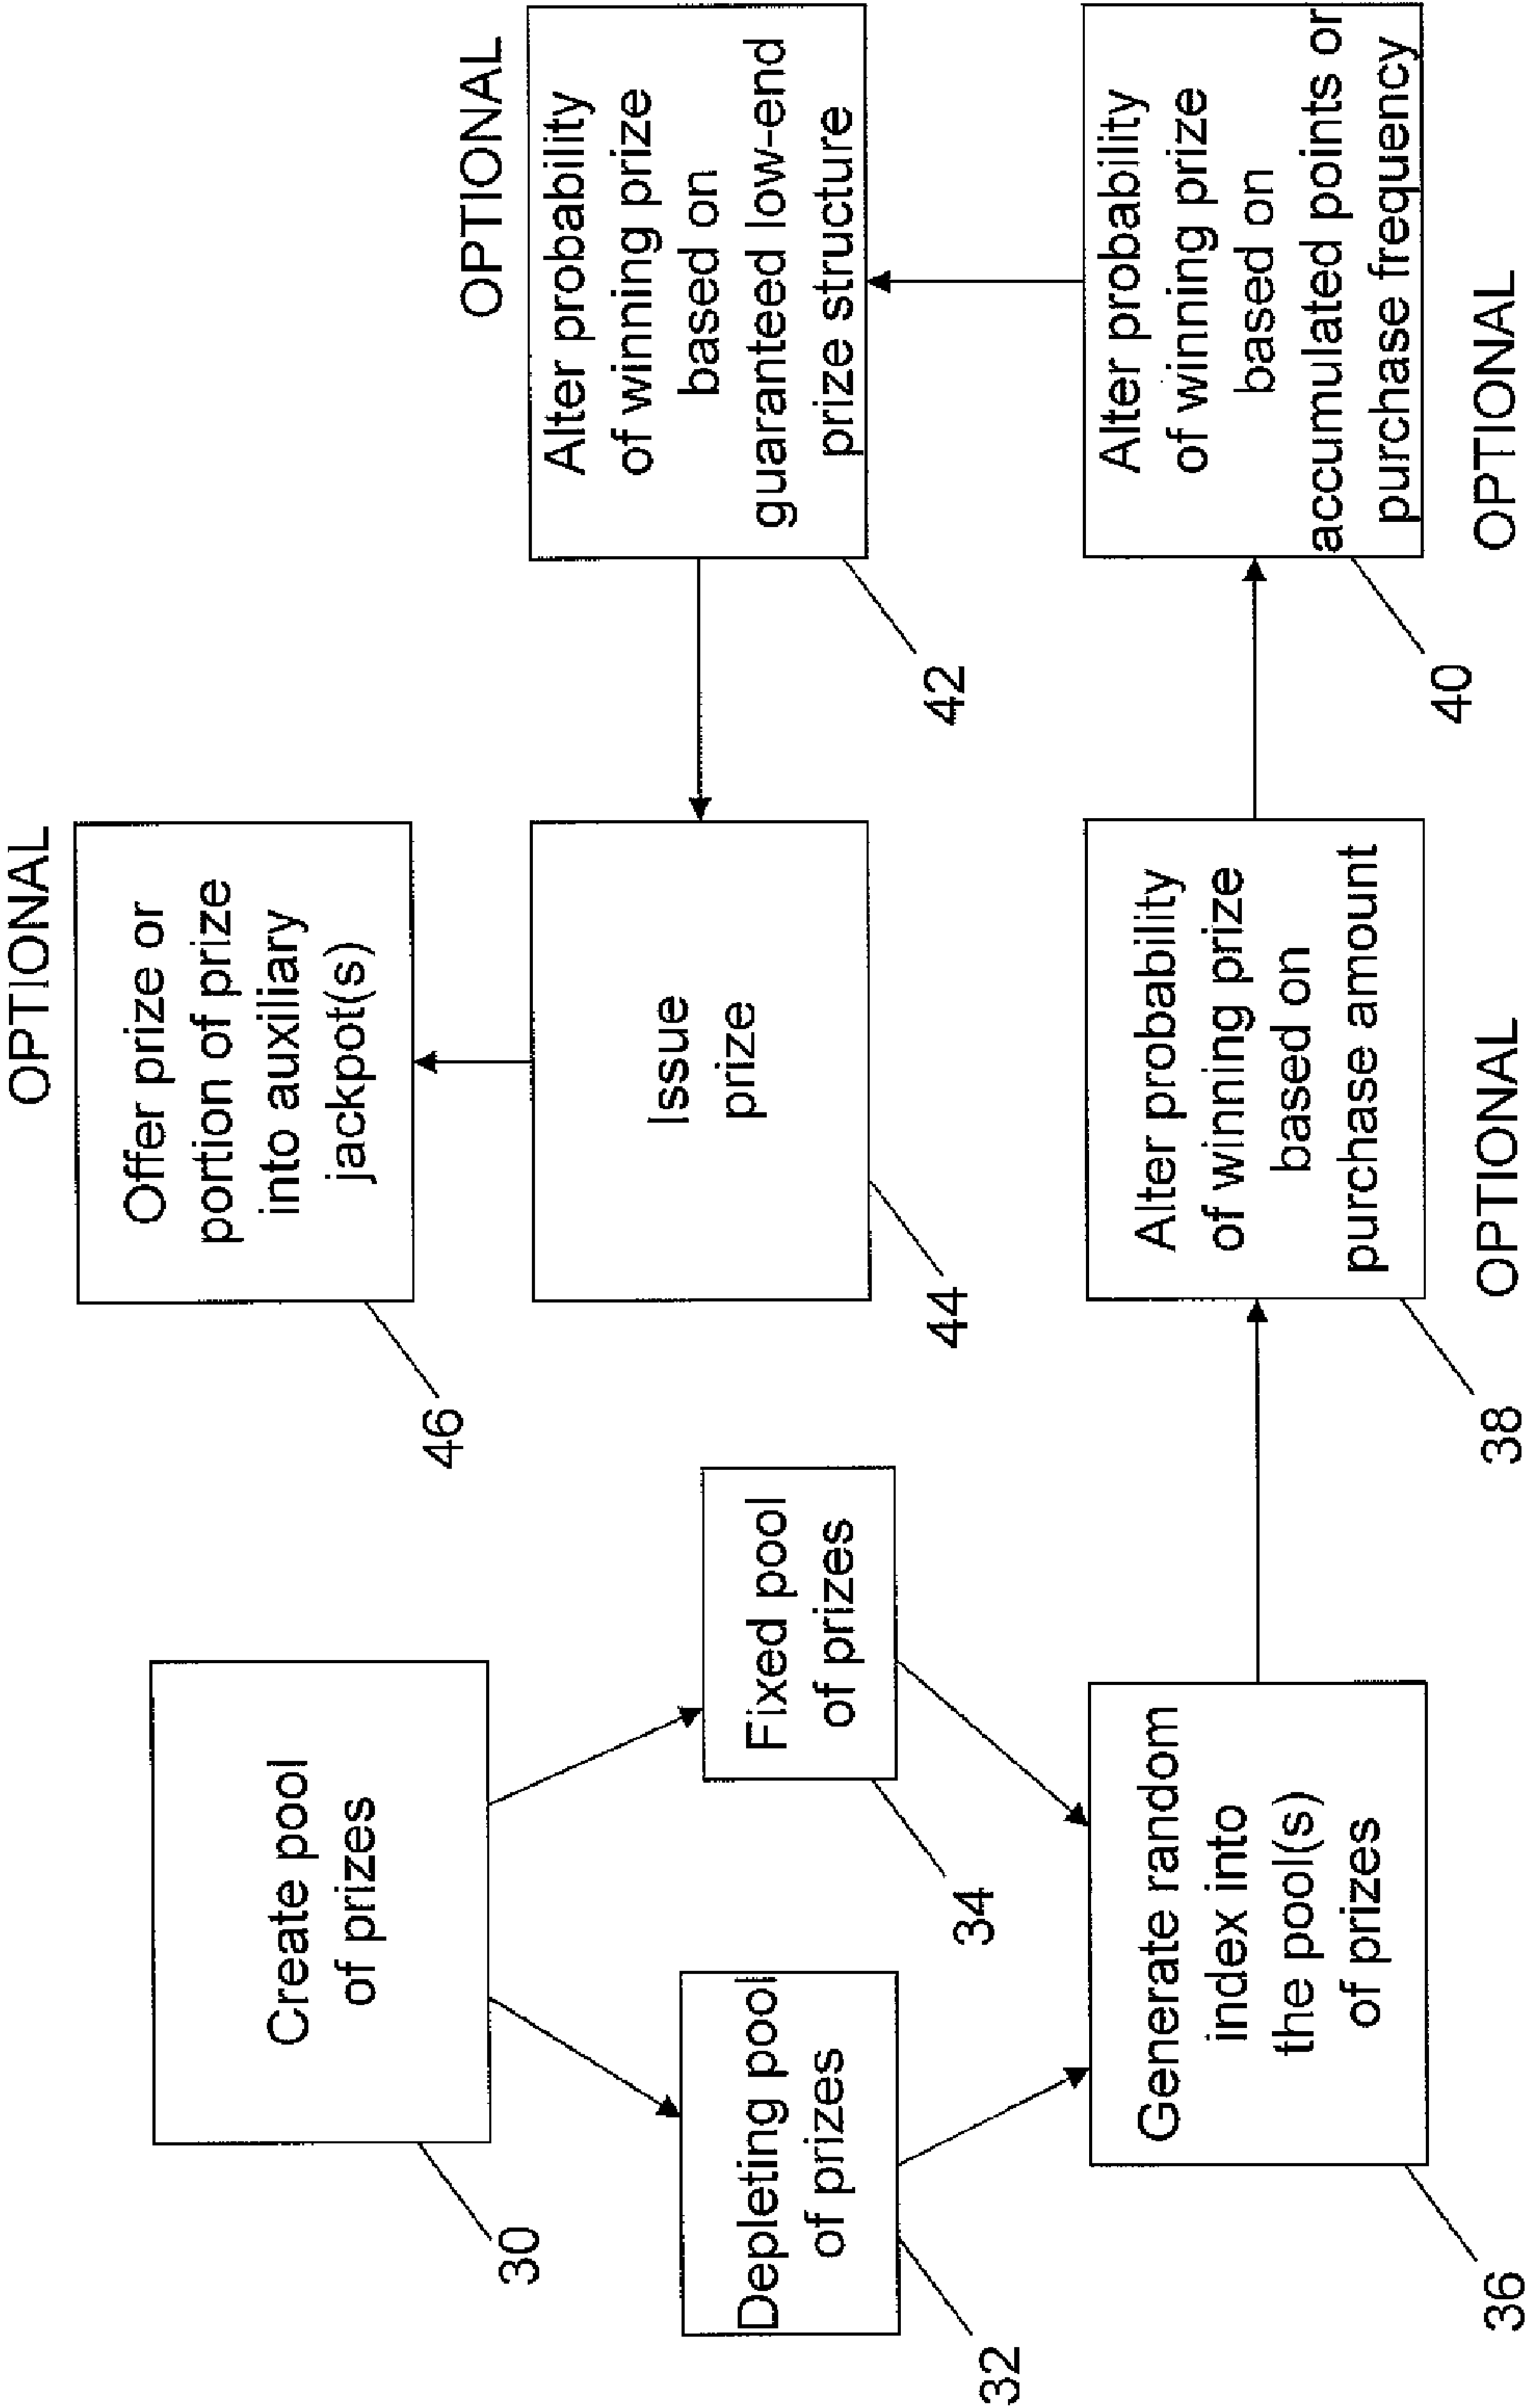 Create pool
of prizes
30
Depleting pool
of prizes
32
Fixed pool
of prizes
34
Generate random
index into
the pool(s)
of prizes
36
Alter probability
of winning prize
based on
purchase amount
38
OPTIONAL
Alter probability
of winning prize
based on
accumulated points or
purchase frequency
40
OPTIONAL
OPTIONAL
Alter probability
of winning prize
based on
guaranteed low-end
prize structure
42
Issue
prize
44
OPTIONAL
Offer prize or
portion of prize
into auxiliary
jackpot(s)
46